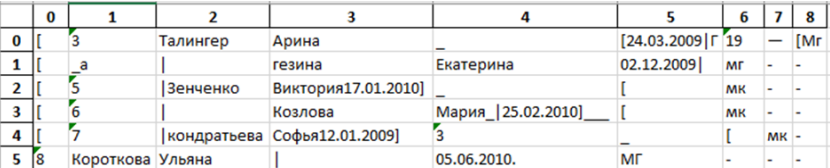 0 1 2 3 4 5 6 7 8
0 [ 3 Талингер Арина _ [24.03.2009|Г 19 — [Мг
1 [ _а | гезина Екатерина 02.12.2009| мг - -
2 [ 5 |Зенченко Виктория17.01.2010] _ [ мк - -
3 [ 6 | Козлова Мария_|25.02.2010]___ [ мк - -
4 [ 7 |кондратьева Софья12.01.2009] 3 _ [ мк -
5 8 Короткова Ульяна | 05.06.2010. МГ - - -